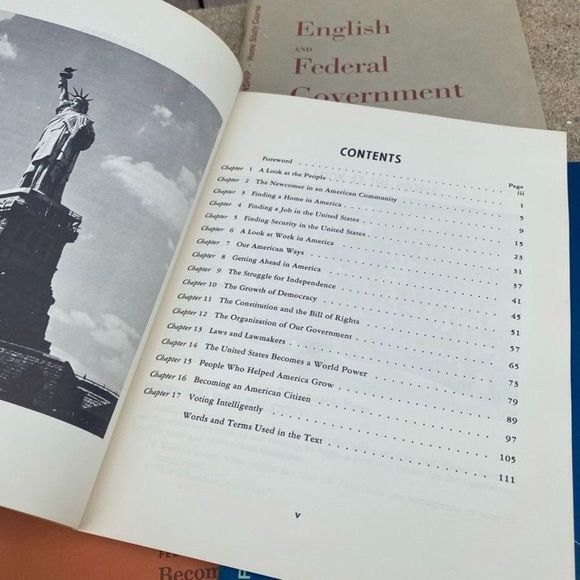 SHIP · Home Study Course
English
AND
Federal
Government
CONTENTS
Page
Foreword . . . . . iii
Chapter 1 A Look at the People . . . . . 1
Chapter 2 The Newcomer in an American Community . . . . . 5
Chapter 3 Finding a Home in America . . . . . 9
Chapter 4 Finding a Job in the United States . . . . . 15
Chapter 5 Finding Security in the United States . . . . . 23
Chapter 6 A Look at Work in America . . . . . 31
Chapter 7 Our American Ways . . . . . 37
Chapter 8 Getting Ahead in America . . . . . 41
Chapter 9 The Struggle for Independence . . . . . 45
Chapter 10 The Growth of Democracy . . . . . 51
Chapter 11 The Constitution and the Bill of Rights . . . . . 57
Chapter 12 The Organization of Our Government . . . . . 65
Chapter 13 Laws and Lawmakers . . . . . 73
Chapter 14 The United States Becomes a World Power . . . . . 79
Chapter 15 People Who Helped America Grow . . . . . 89
Chapter 16 Becoming an American Citizen . . . . . 97
Chapter 17 Voting Intelligently . . . . . 105
Words and Terms Used in the Text . . . . . 111
v
Becom